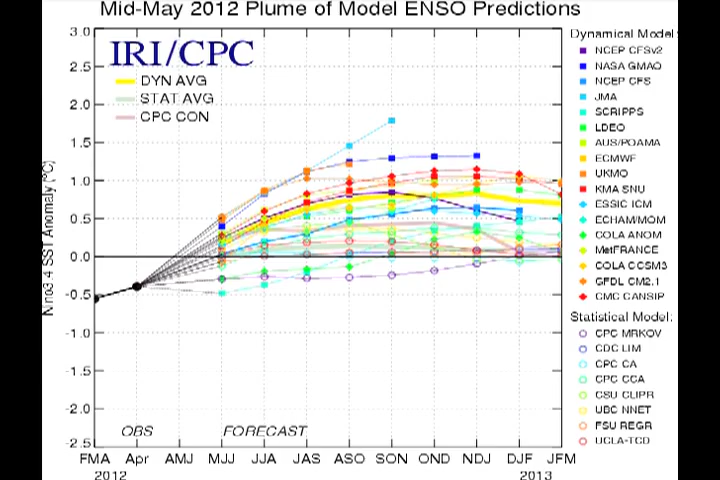 Mid-May 2012 Plume of Model ENSO Predictions
IRI/CPC
DYN AVG
STAT AVG
CPC CON
Nino3.4 SST Anomaly (°C)
3.0
2.5
2.0
1.5
1.0
0.5
0.0
-0.5
-1.0
-1.5
-2.0
-2.5
OBS FORECAST
FMA Apr AMJ MJJ JJA JAS ASO SON OND NDJ DJF JFM
2012 2013
Dynamical Model:
NCEP CFSv2
NASA GMAO
NCEP CFS
JMA
SCRIPPS
LDEO
AUS/POAMA
ECMWF
UKMO
KMA SNU
ESSIC ICM
ECHAM/MOM
COLA ANOM
MetFRANCE
COLA CCSM3
GFDL CM2.1
CMC CANSIP
Statistical Model:
CPC MRKOV
CDC LIM
CPC CA
CPC CCA
CSU CLIPR
UBC NNET
FSU REGR
UCLA-TCD